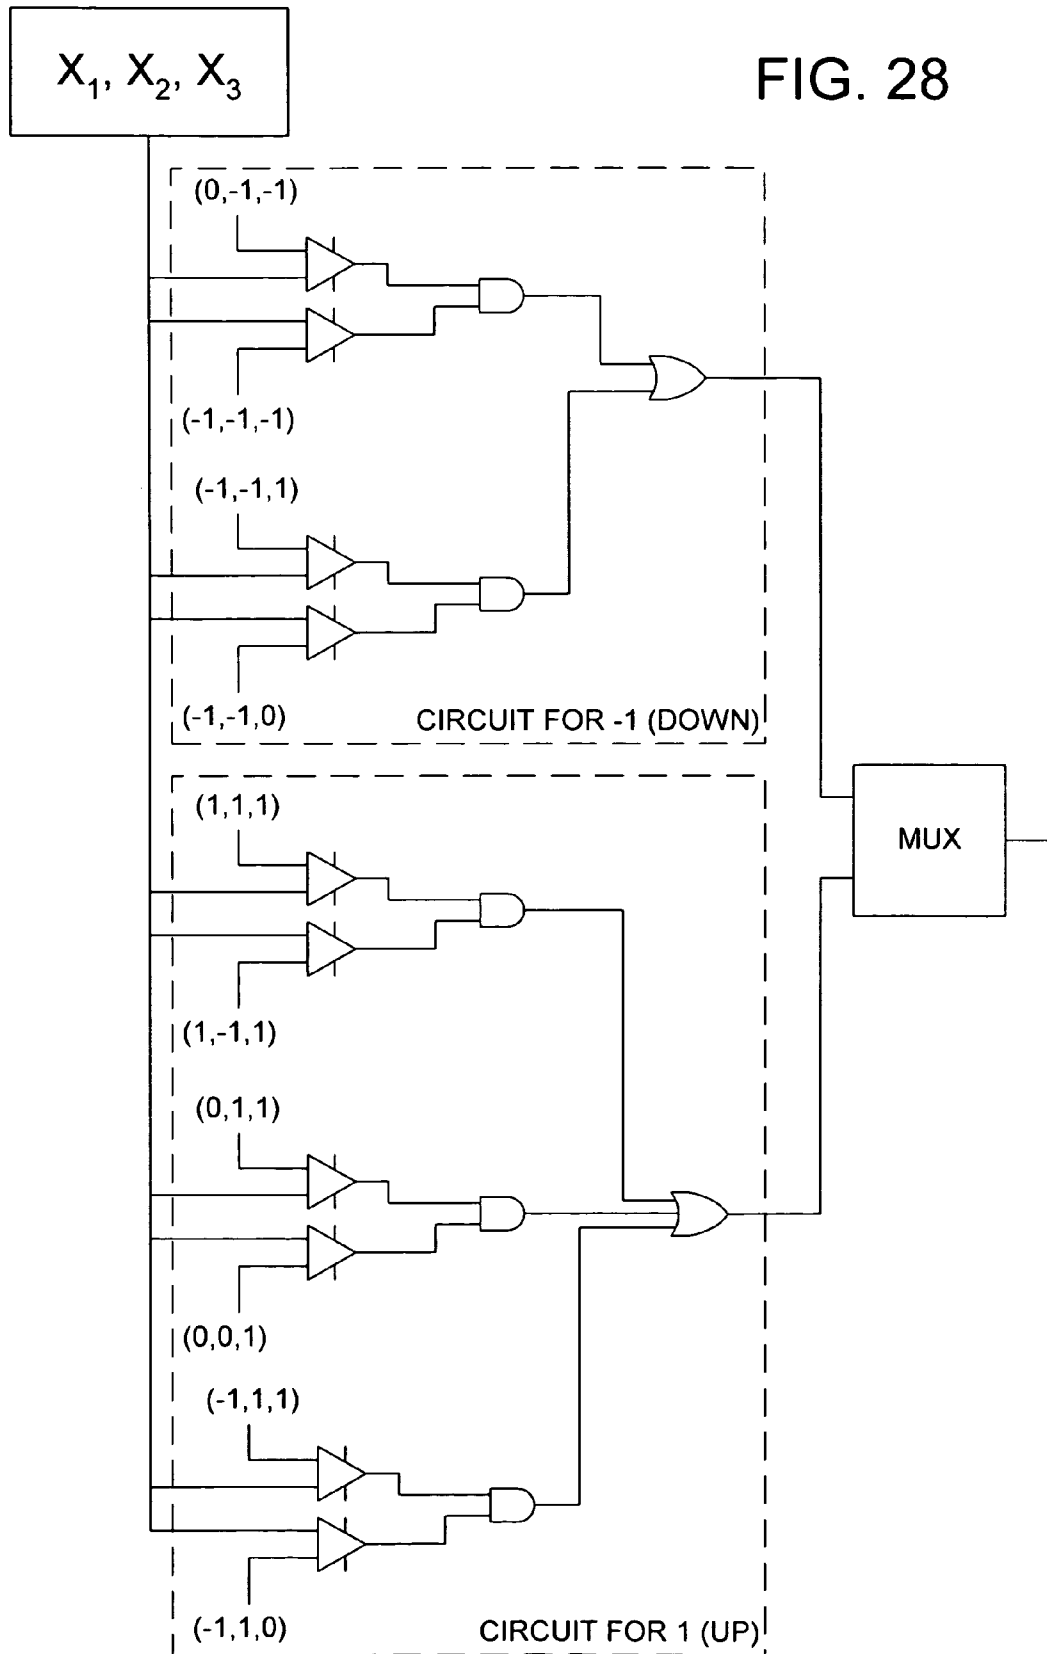 X1, X2, X3
FIG. 28
(0,-1,-1)
(-1,-1,-1)
(-1,-1,1)
(-1,-1,0)
CIRCUIT FOR -1 (DOWN)
(1,1,1)
MUX
(1,-1,1)
(0,1,1)
(0,0,1)
(-1,1,1)
(-1,1,0)
CIRCUIT FOR 1 (UP)